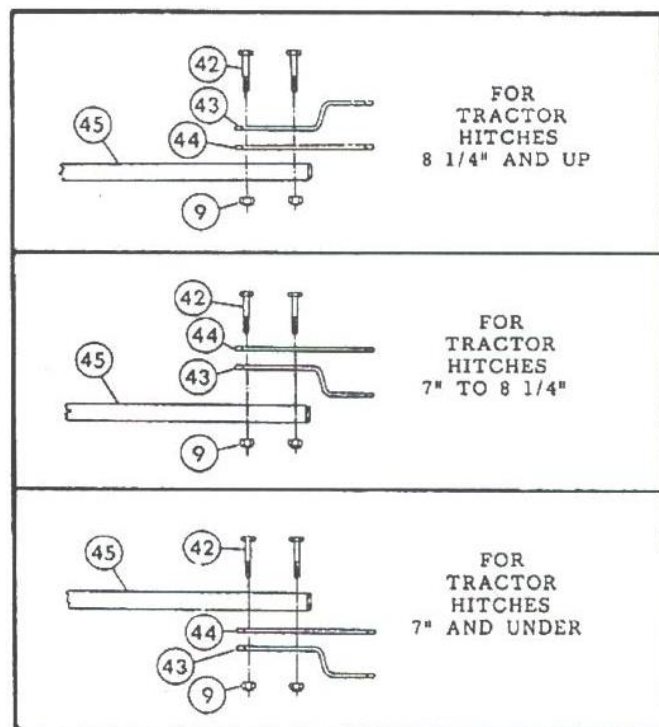 42
43
45
44
9
FOR
TRACTOR
HITCHES
8 1/4" AND UP
42
44
45
43
9
FOR
TRACTOR
HITCHES
7" TO 8 1/4"
45
42
44
43
9
FOR
TRACTOR
HITCHES
7" AND UNDER